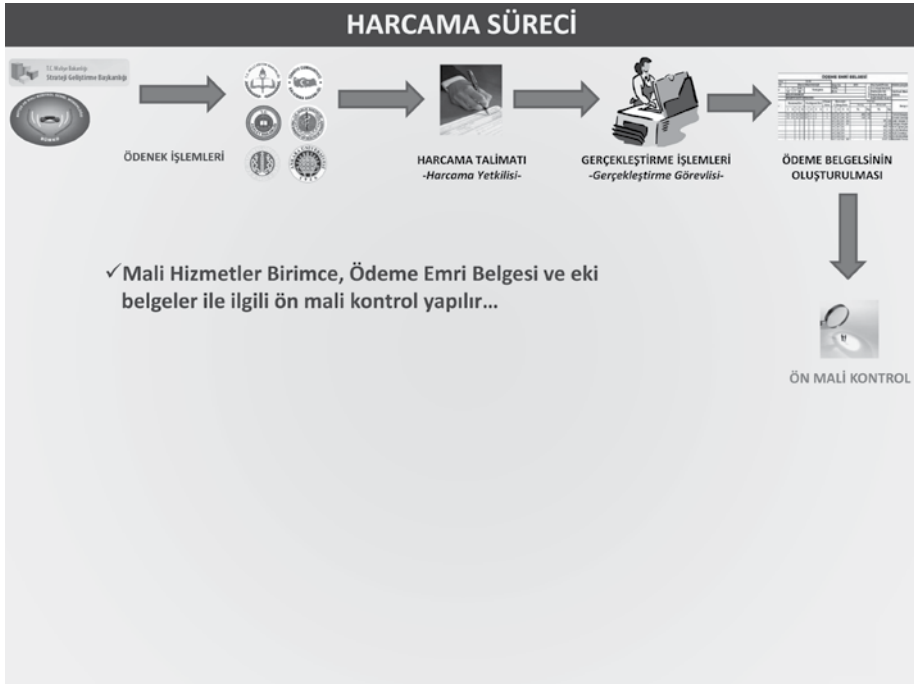 HARCAMA SÜRECİ
T.C. Maliye Bakanlığı
Strateji Geliştirme Başkanlığı
ÖDENEK İŞLEMLERİ
HARCAMA TALİMATI
-Harcama Yetkilisi-
GERÇEKLEŞTİRME İŞLEMLERİ
-Gerçekleştirme Görevlisi-
ÖDEME EMRİ BELGESİ
ÖDEME BELGELSİNİN
OLUŞTURULMASI
✓Mali Hizmetler Birimce, Ödeme Emri Belgesi ve eki
belgeler ile ilgili ön mali kontrol yapılır...
ÖN MALİ KONTROL